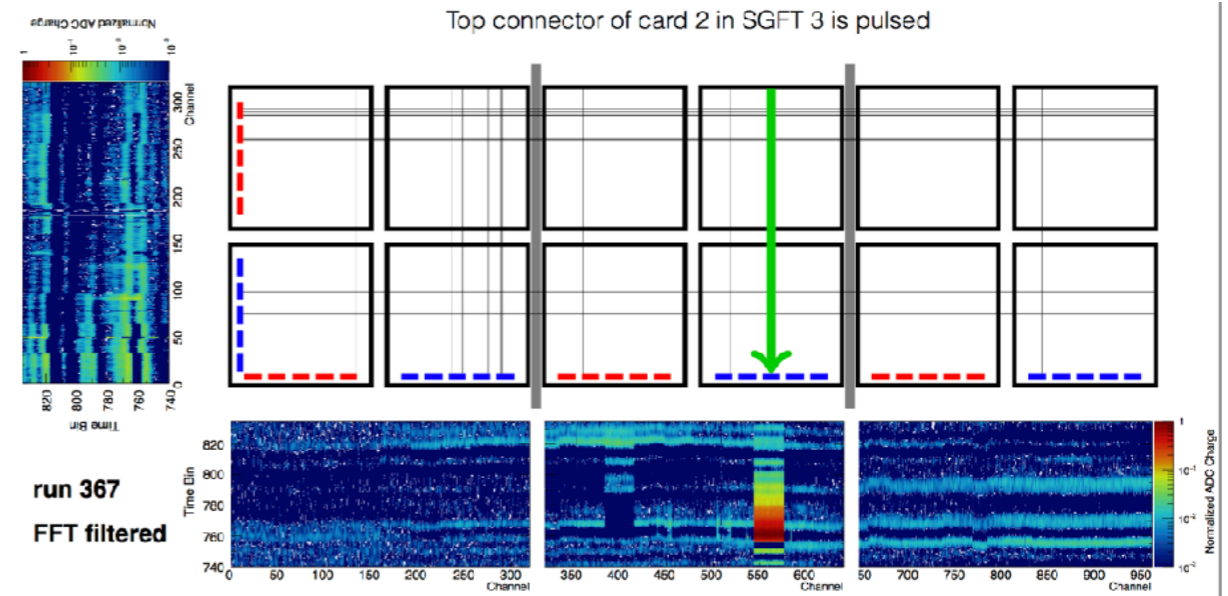 Top connector of card 2 in SGFT 3 is pulsed
Normalized ADC Charge
1
10⁻¹
10⁻²
10⁻³
Channel
0
50
100
150
200
250
300
Time Bin
820
800
780
760
740
run 367
FFT filtered
Time Bin
820
800
780
760
740
0 50 100 150 200 250 300
Channel
350 400 450 500 550 600
Channel
50 700 750 800 850 900 950
Channel
Normalized ADC Charge
1
10⁻¹
10⁻²
10⁻²